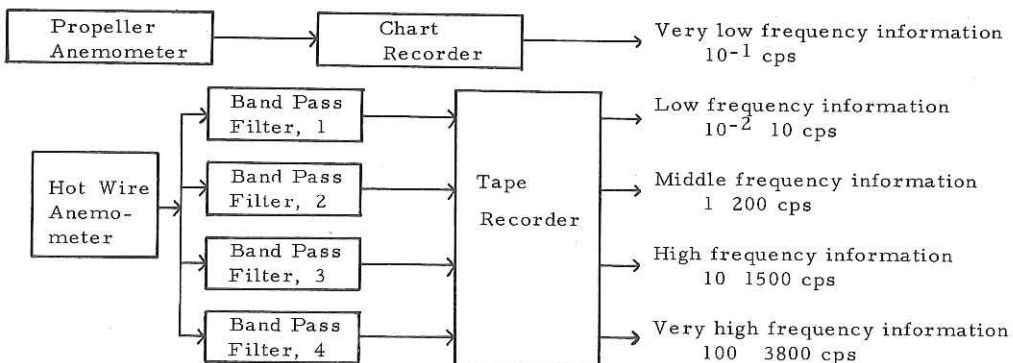 Propeller
Anemometer
Chart
Recorder
Very low frequency information
10⁻¹ cps
Band Pass
Filter, 1
Low frequency information
10⁻² 10 cps
Hot Wire
Anemo-
meter
Band Pass
Filter, 2
Tape
Recorder
Middle frequency information
1 200 cps
Band Pass
Filter, 3
High frequency information
10 1500 cps
Band Pass
Filter, 4
Very high frequency information
100 3800 cps